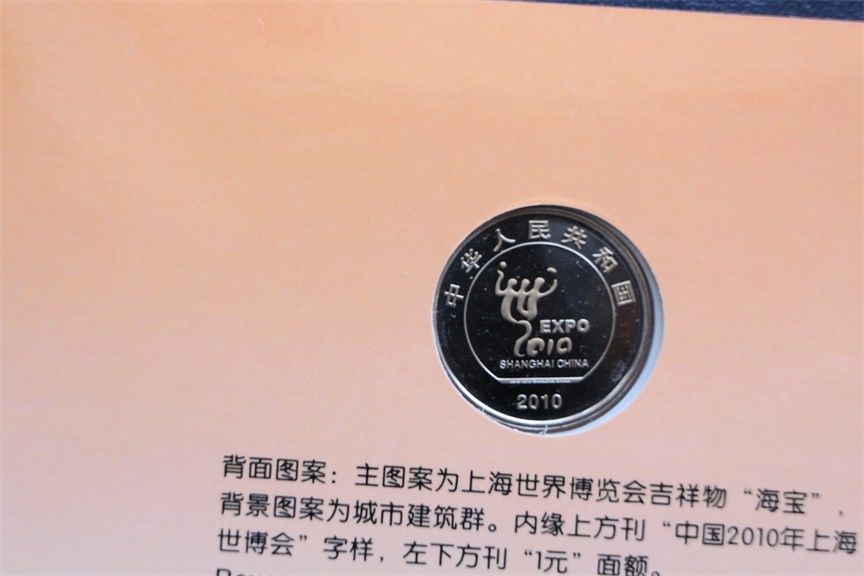 中华人民共和国
EXPO
2010
SHANGHAI CHINA
2010
背面图案：主图案为上海世界博览会吉祥物“海宝”，
背景图案为城市建筑群。内缘上方刊“中国2010年上海
世博会”字样，左下方刊“1元”面额。